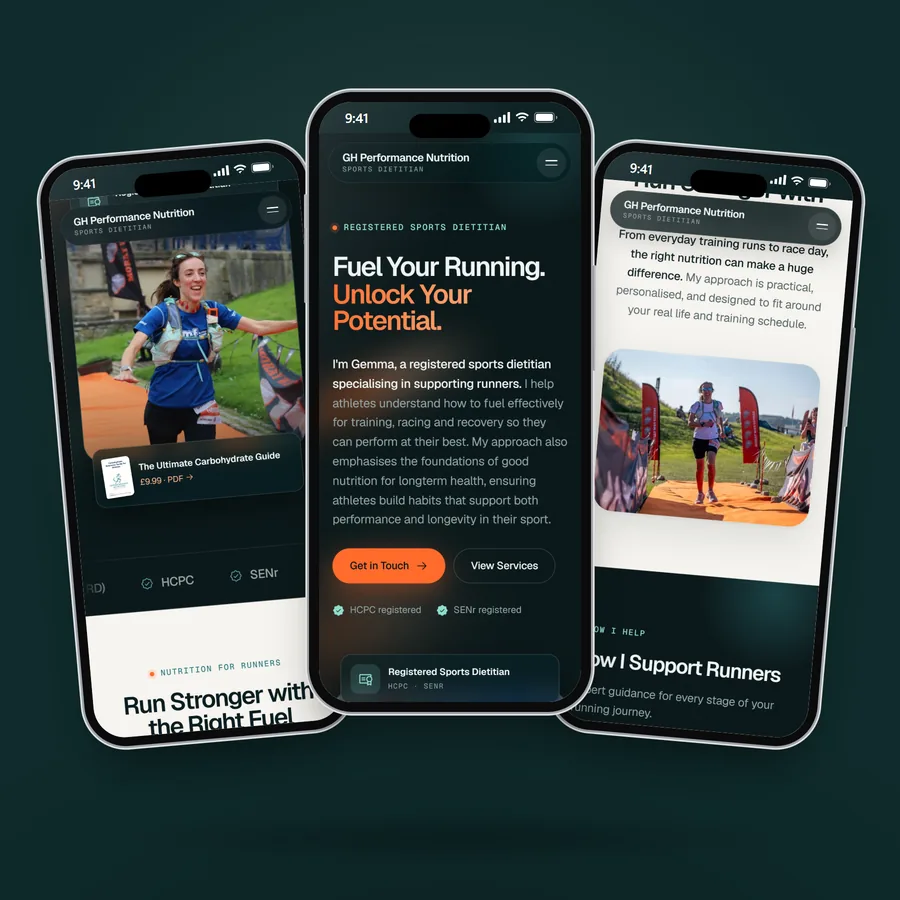 9:41
GH Performance Nutrition
SPORTS DIETITIAN
The Ultimate Carbohydrate Guide
£9.99 · PDF →
RD)
HCPC
SENr
NUTRITION FOR RUNNERS
Run Stronger with
the Right Fuel
9:41
GH Performance Nutrition
SPORTS DIETITIAN
REGISTERED SPORTS DIETITIAN
Fuel Your Running.
Unlock Your
Potential.
I'm Gemma, a registered sports dietitian
specialising in supporting runners. I help
athletes understand how to fuel effectively
for training, racing and recovery so they
can perform at their best. My approach also
emphasises the foundations of good
nutrition for longterm health, ensuring
athletes build habits that support both
performance and longevity in their sport.
Get in Touch →
View Services
HCPC registered
SENr registered
Registered Sports Dietitian
HCPC · SENR
9:41
GH Performance Nutrition
SPORTS DIETITIAN
From everyday training runs to race day,
the right nutrition can make a huge
difference. My approach is practical,
personalised, and designed to fit around
your real life and training schedule.
OW I HELP
ow I Support Runners
pert guidance for every stage of your
unning journey.